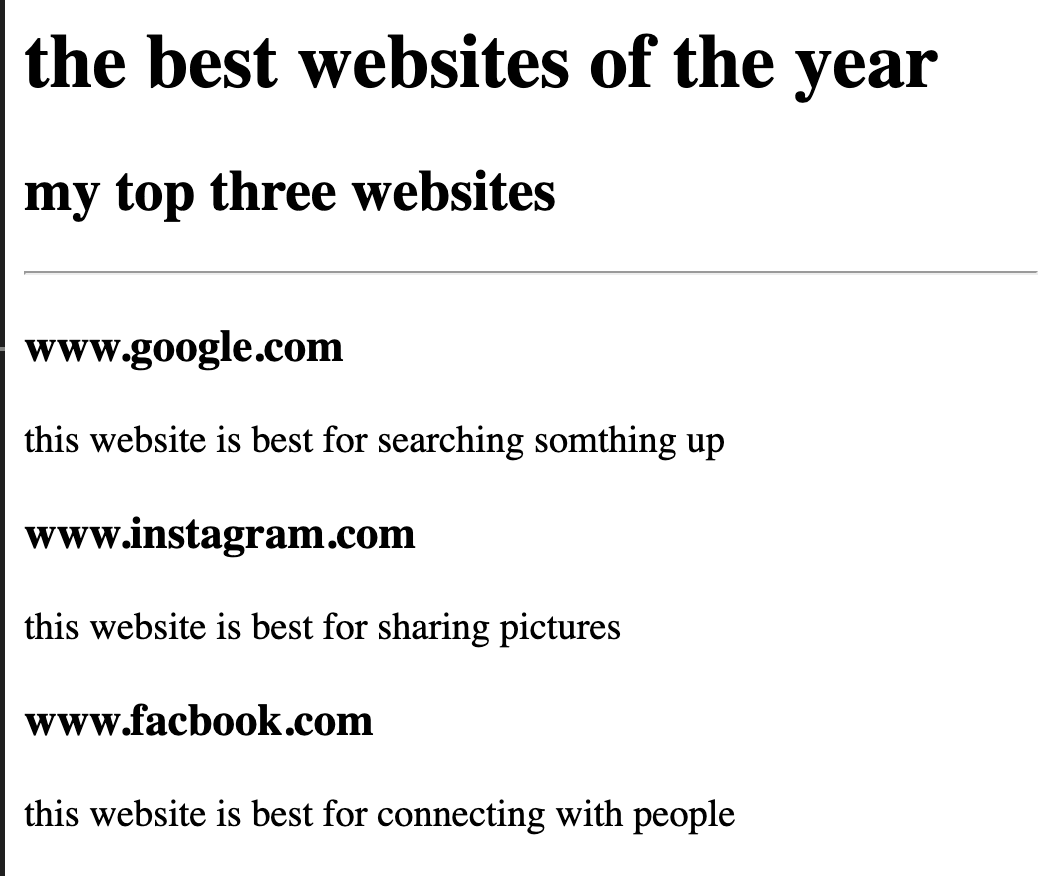 the best websites of the year
my top three websites
www.google.com
this website is best for searching somthing up
www.instagram.com
this website is best for sharing pictures
www.facbook.com
this website is best for connecting with people